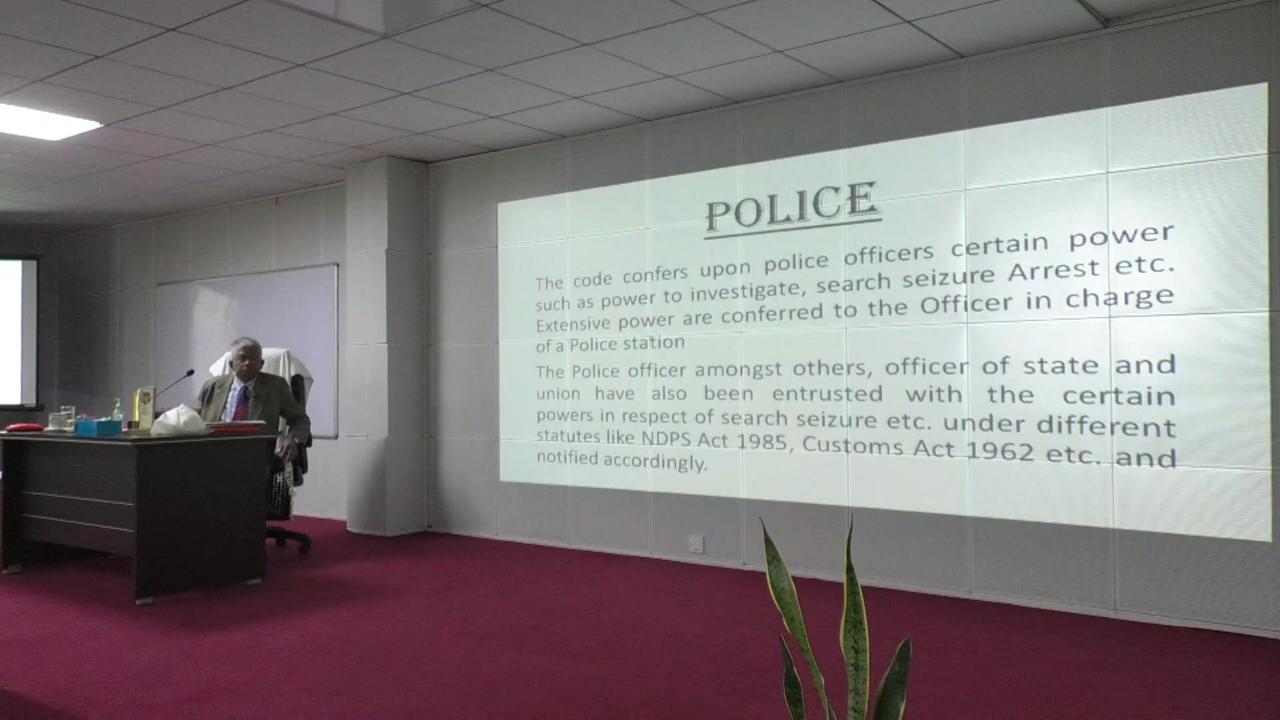 POLICE
The code confers upon police officers certain power
such as power to investigate, search seizure Arrest etc.
Extensive power are conferred to the Officer in charge
of a Police station
The Police officer amongst others, officer of state and
union have also been entrusted with the certain
powers in respect of search seizure etc. under different
statutes like NDPS Act 1985, Customs Act 1962 etc. and
notified accordingly.